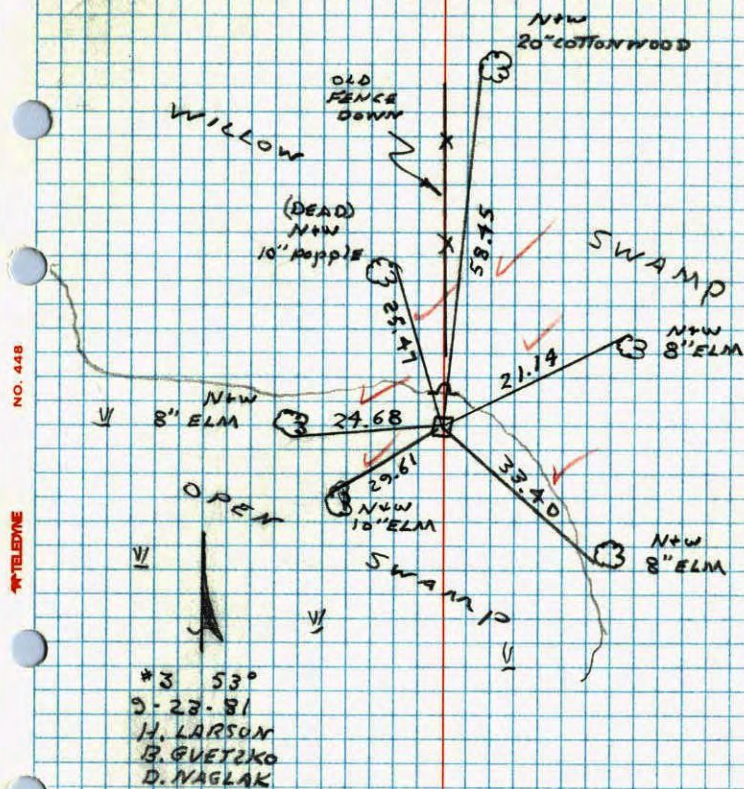 N+W
20" COTTONWOOD
OLD
FENCE
DOWN
WILLOW
SWAMP
(DEAD)
N+W
10" POPPLE
58.45
25.47
N+W
8" ELM
21.14
N+W
8" ELM
24.68
29.61
N+W
10" ELM
33.40
N+W
8" ELM
OPEN
SWAMP
#3 53°
9-23-81
H. LARSON
B. GVETZKO
D. NAGLAK
NO. 448
TELEDYNE